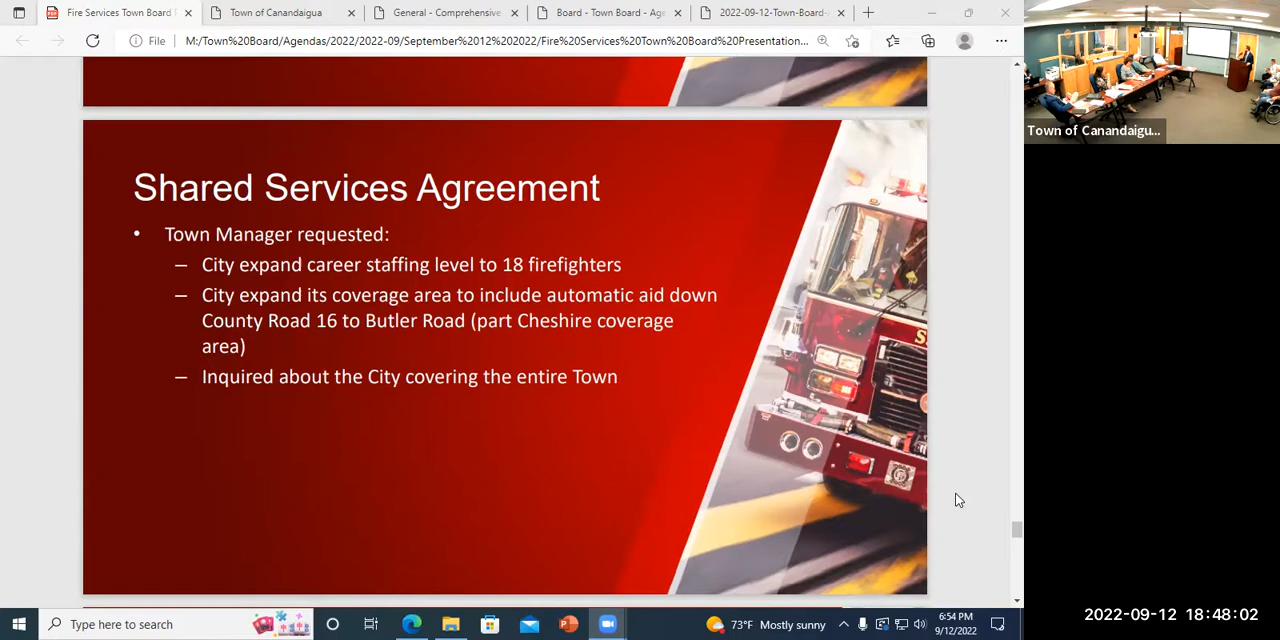 Fire Services Town Board
Town of Canandaigua
General - Comprehensive
Board - Town Board - Age
2022-09-12-Town-Board-
File
M:/Town%20Board/Agendas/2022/2022-09/September%2012%202022/Fire%20Services%20Town%20Board%20Presentation...
Town of Canandaigu...
Shared Services Agreement
• Town Manager requested:
– City expand career staffing level to 18 firefighters
– City expand its coverage area to include automatic aid down
County Road 16 to Butler Road (part Cheshire coverage
area)
– Inquired about the City covering the entire Town
S
Type here to search
73°F Mostly sunny
6:54 PM
9/12/2022
2022-09-12 18:48:02